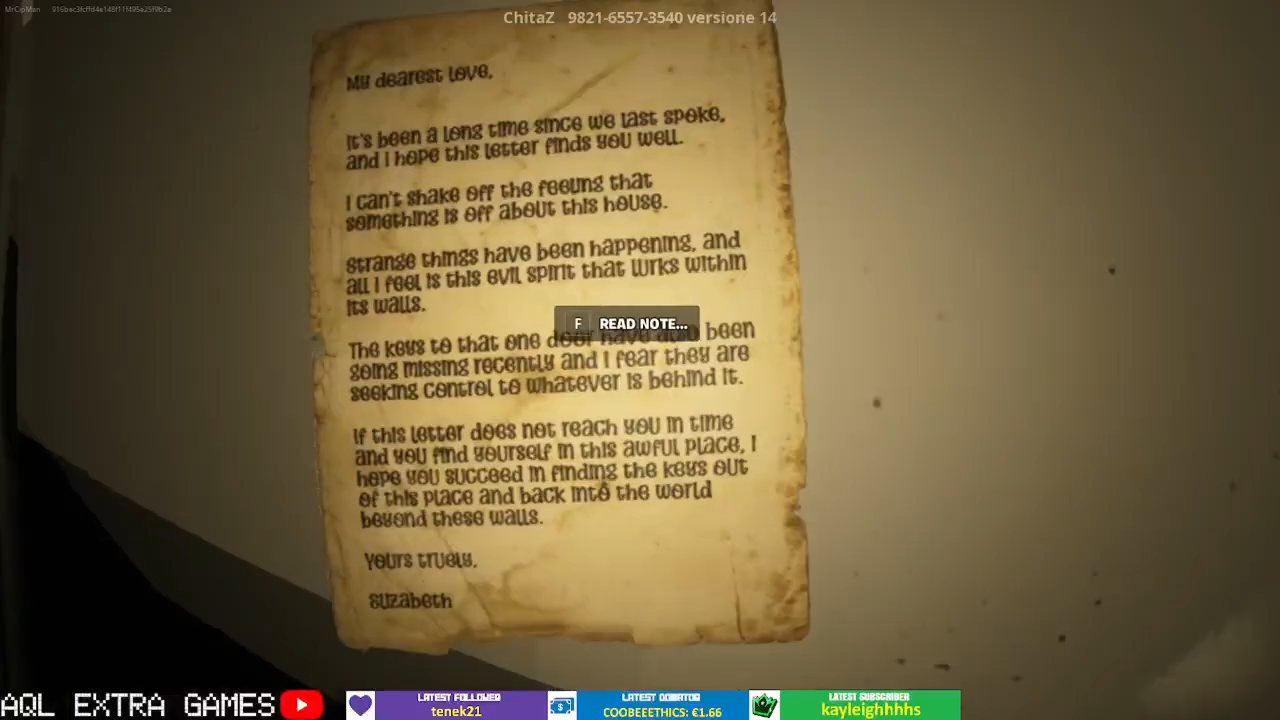 MrCipMan 916bec3fcffd4e148f11f495e25f9b2a
ChitaZ 9821-6557-3540 versione 14
My dearest love,
It's been a long time since we last spoke,
and I hope this letter finds you well.
I can't shake off the feeling that
something is off about this house.
Strange things have been happening, and
all I feel is this evil spirit that lurks within
its walls.
F READ NOTE...
The keys to that one door have also been
going missing recently and I fear they are
seeking control to whatever is behind it.
If this letter does not reach you in time
and you find yourself in this awful place, I
hope you succeed in finding the keys out
of this place and back into the world
beyond these walls.
Yours truely,
Elizabeth
AQL EXTRA GAMES
LATEST FOLLOWER
tenek21
LATEST DONATOR
COOBEEETHICS: €1.66
LATEST SUBSCRIBER
kayleighhhhs